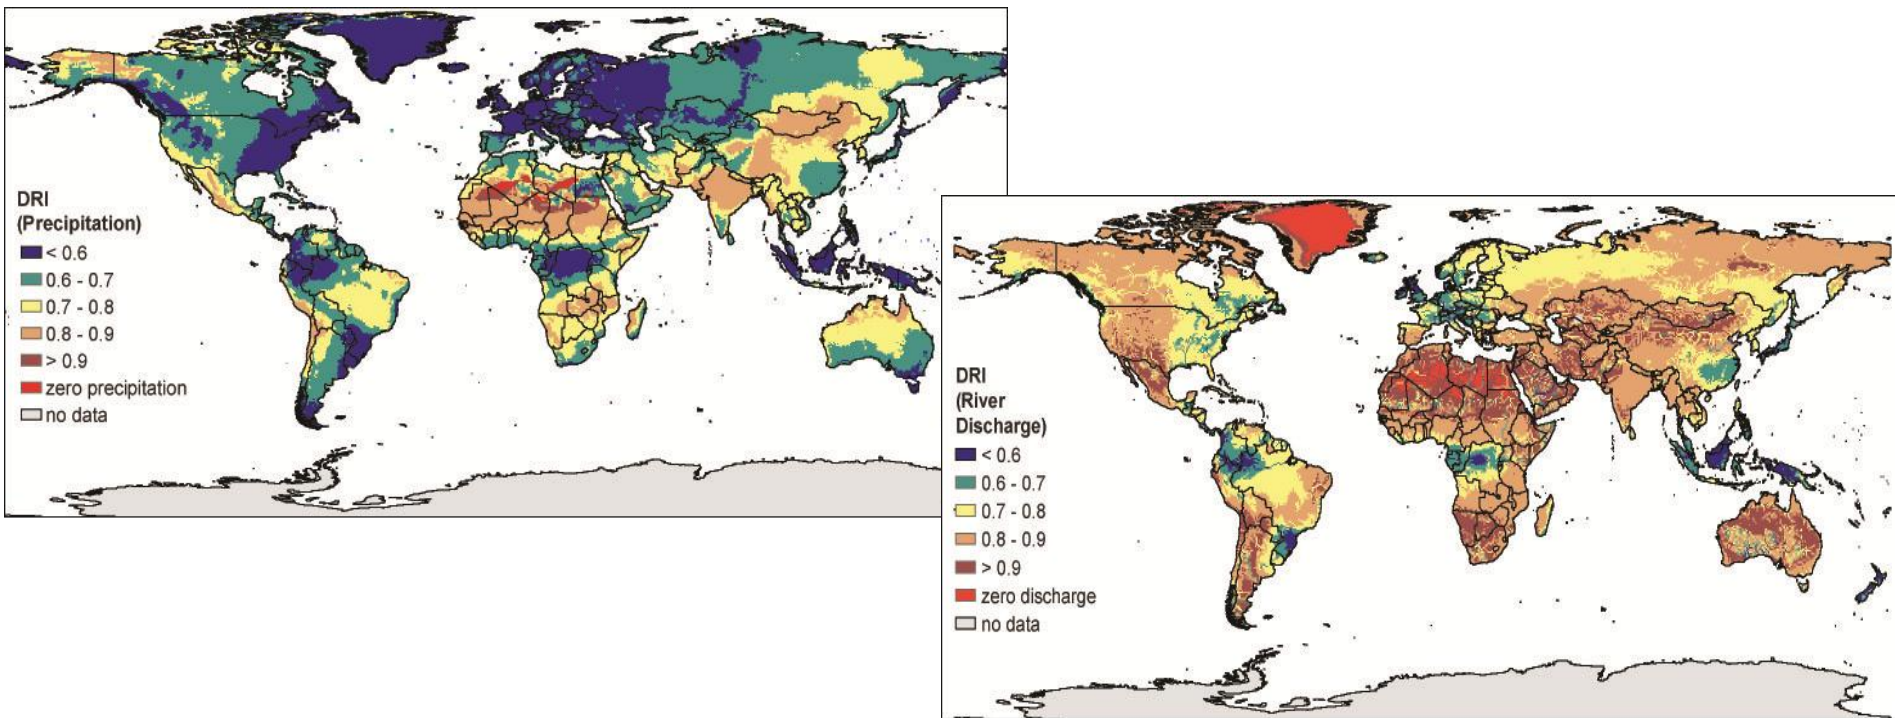 DRI
(Precipitation)
< 0.6
0.6 - 0.7
0.7 - 0.8
0.8 - 0.9
> 0.9
zero precipitation
no data
DRI
(River
Discharge)
< 0.6
0.6 - 0.7
0.7 - 0.8
0.8 - 0.9
> 0.9
zero discharge
no data